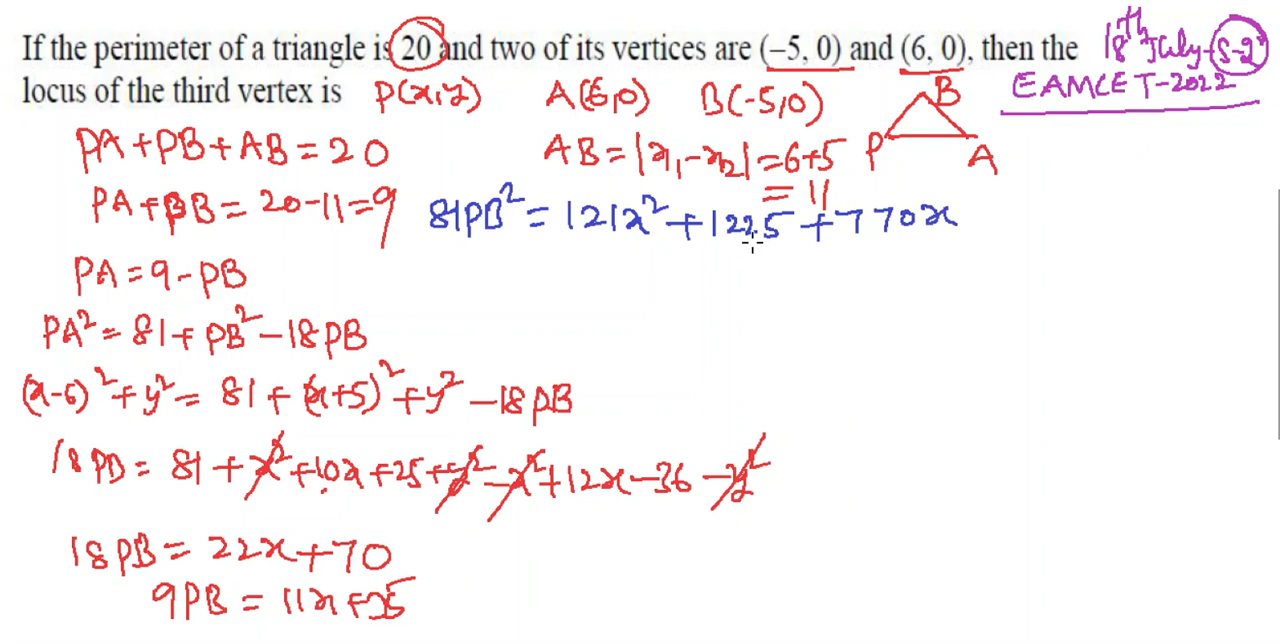 If the perimeter of a triangle is 20 and two of its vertices are (−5, 0) and (6, 0), then the
locus of the third vertex is
18th July-S-2
EAMCET-2022
P(x,y) A(6,0) B(-5,0)
B
P
A
PA+PB+AB=20
AB=|x₁-x₂|=6+5
= 11
PA+PB=20-11=9
81PB²=121x²+1225+770x
PA=9-PB
PA²=81+PB²-18PB
(x-6)²+y²=81+(x+5)²+y²-18PB
18PB=81+x²+10x+25+y²-x²+12x-36-y²
18PB=22x+70
9PB=11x+35